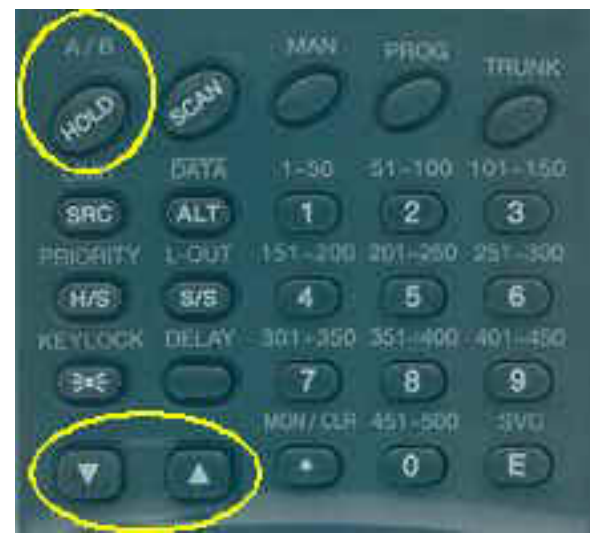 A/B MAN PROG TRUNK
HOLD SCAN
DATA 1-50 51-100 101-150
SRC ALT 1 2 3
PRIORITY L-OUT 151-200 201-250 251-300
H/S S/S 4 5 6
KEYLOCK DELAY 301-350 351-400 401-450
7 8 9
MON/CLR 451-500 SVC
▼ ▲ • 0 E